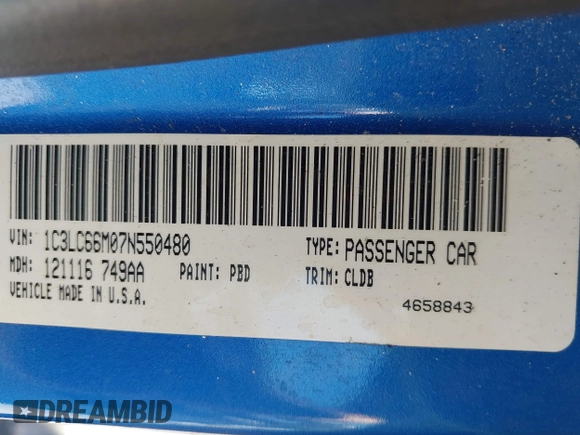 VIN: 1C3LC66M07N550480
TYPE: PASSENGER CAR
MDH: 121116 749AA
PAINT: PBD
TRIM: CLDB
VEHICLE MADE IN U.S.A.
4658843
DREAMBID